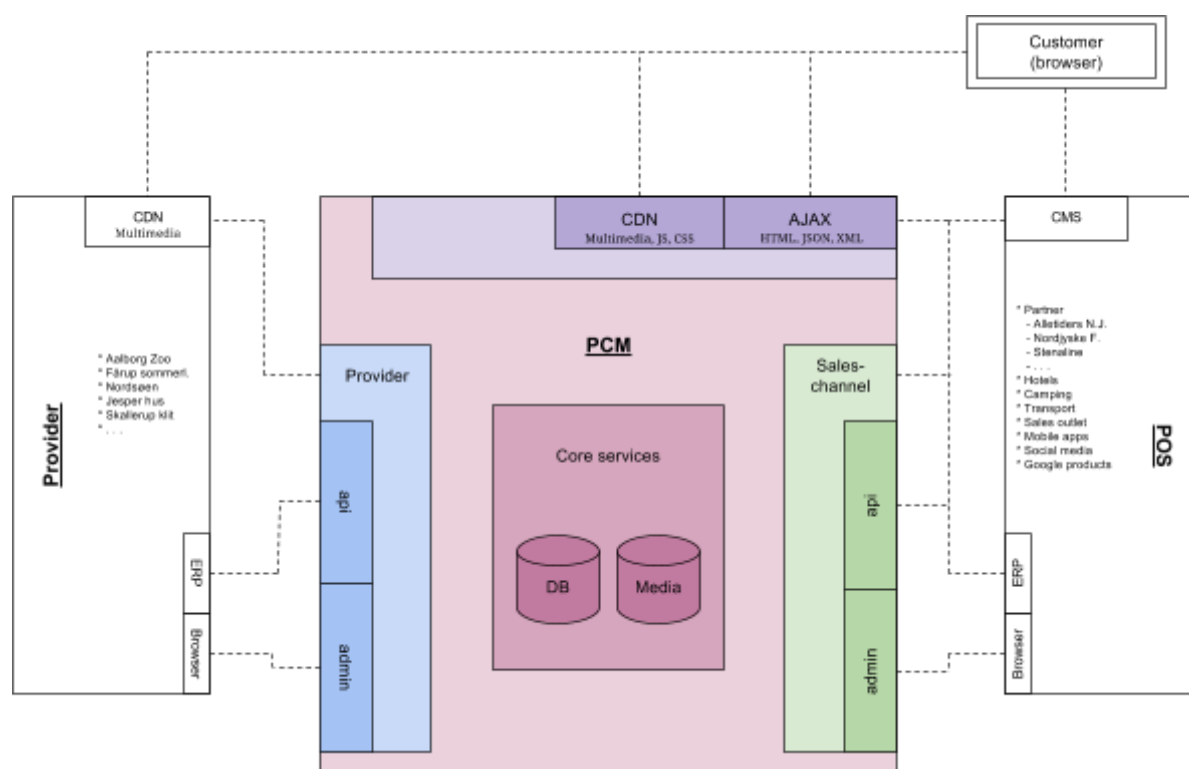 Customer
(browser)
CDN
Multimedia
CDN
Multimedia, JS, CSS
AJAX
HTML, JSON, XML
CMS
Provider
* Aalborg Zoo
* Fårup sommerl.
* Nordsøen
* Jesper hus
* Skallerup klit
* . . .
ERP
Browser
PCM
Provider
api
admin
Core services
DB
Media
Sales-
channel
api
admin
* Partner
- Alletiders N.J.
- Nordjyske F.
- Stenaline
- . . .
* Hotels
* Camping
* Transport
* Sales outlet
* Mobile apps
* Social media
* Google products
POS
ERP
Browser